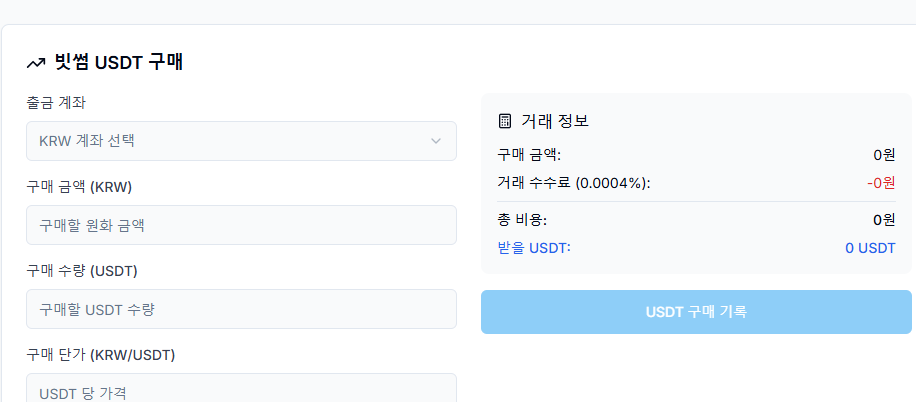 빗썸 USDT 구매
출금 계좌
KRW 계좌 선택
구매 금액 (KRW)
구매할 원화 금액
구매 수량 (USDT)
구매할 USDT 수량
구매 단가 (KRW/USDT)
USDT 당 가격
거래 정보
구매 금액: 0원
거래 수수료 (0.0004%): -0원
총 비용: 0원
받을 USDT: 0 USDT
USDT 구매 기록